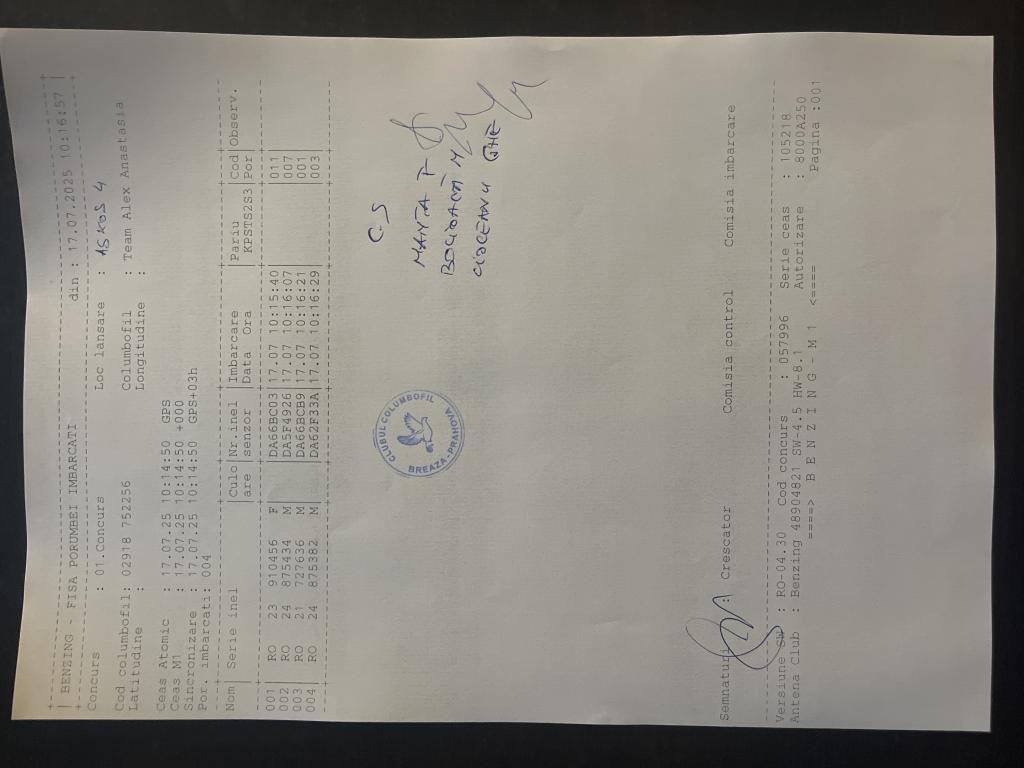 | BENZING - FISA PORUMBEI IMBARCATI din : 17.07.2025 10:16:57 |
Concurs : 01.Concurs Loc lansare : ASKOS 4
Cod columbofil: 02918 752256 Columbofil : Team Alex Anastasia
Latitudine : Longitudine :
Ceas Atomic : 17.07.25 10:14:50 GPS
Ceas M1 : 17.07.25 10:14:50 +000
Sincronizare : 17.07.25 10:14:50 GPS+03h
Por. imbarcati: 004
Nom| Serie inel |Culo|Nr.inel |Imbarcare |Pariu |Cod|Observ.
|are |senzor |Data Ora | KPSTS2S3|Por|
001| RO 23 910456 F | |DA66BC03|17.07 10:15:40| |011|
002| RO 24 875434 M | |DA5F4926|17.07 10:16:07| |007|
003| RO 21 727636 M | |DA66BCB9|17.07 10:16:21| |001|
004| RO 24 875382 M | |DA62F33A|17.07 10:16:29| |003|
C.S
MANTA P
CLUBUL COLUMBOFIL
BREAZA-PRAHOVA
Semnaturi : Crescator Comisia control Comisia imbarcare
Versiune SW : RO-04.30 Cod concurs : 057996 Serie ceas : 105218
Antena Club : Benzing 48904821 SW-4.5 HW-8.1 Autorizare : 8000A250
====> B E N Z I N G - M 1 <==== Pagina :001